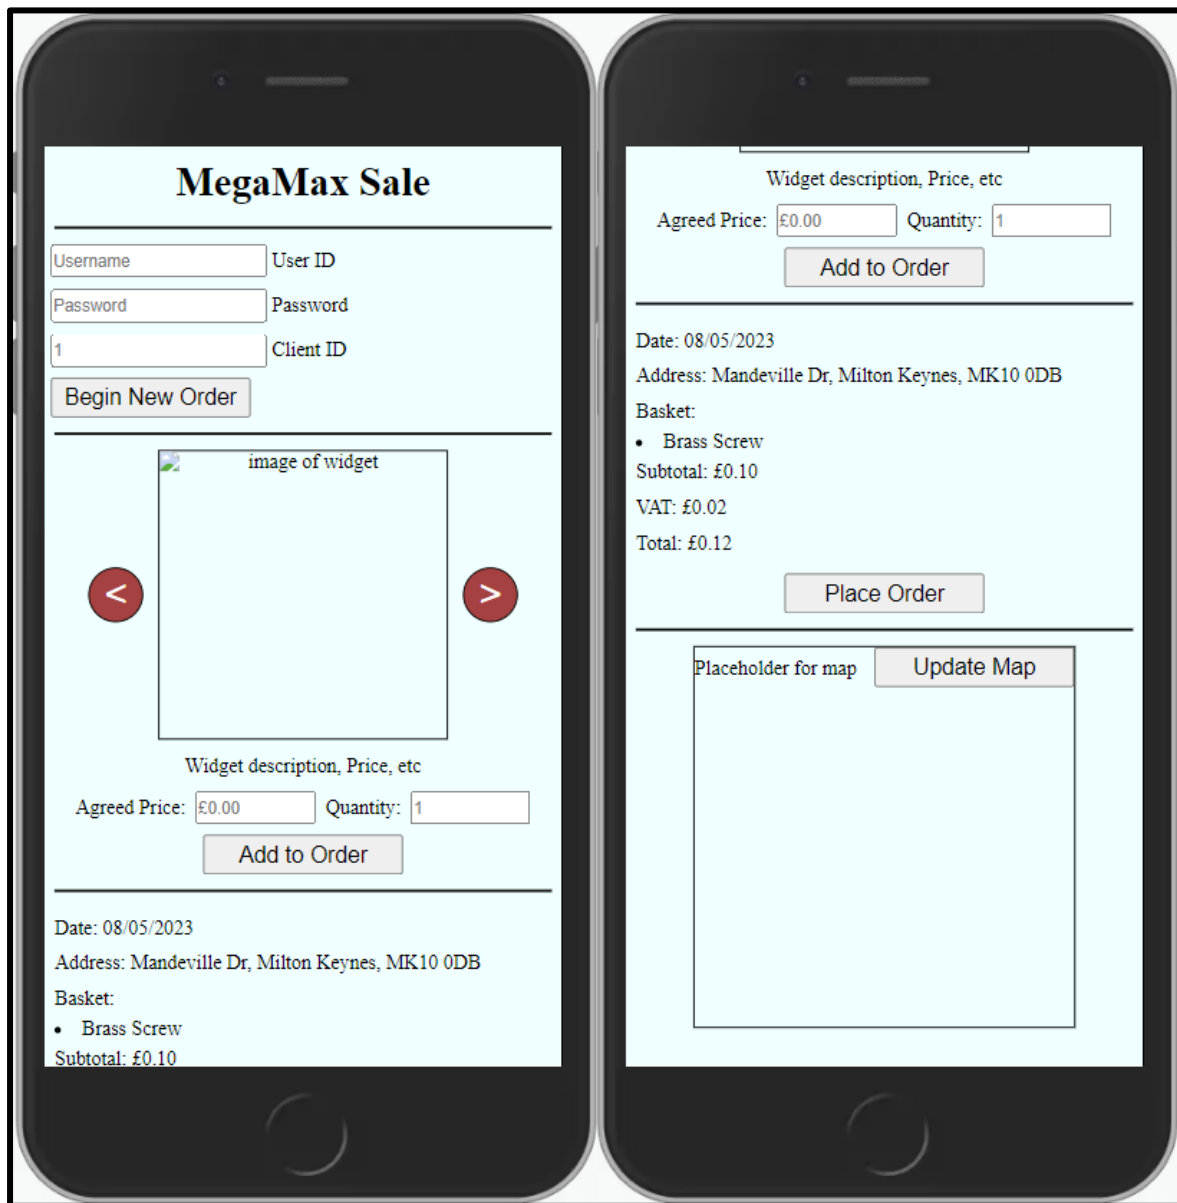 MegaMax Sale
Username User ID
Password Password
1 Client ID
Begin New Order
image of widget
< >
Widget description, Price, etc
Agreed Price: £0.00 Quantity: 1
Add to Order
Date: 08/05/2023
Address: Mandeville Dr, Milton Keynes, MK10 0DB
Basket:
• Brass Screw
Subtotal: £0.10
Widget description, Price, etc
Agreed Price: £0.00 Quantity: 1
Add to Order
Date: 08/05/2023
Address: Mandeville Dr, Milton Keynes, MK10 0DB
Basket:
• Brass Screw
Subtotal: £0.10
VAT: £0.02
Total: £0.12
Place Order
Placeholder for map Update Map